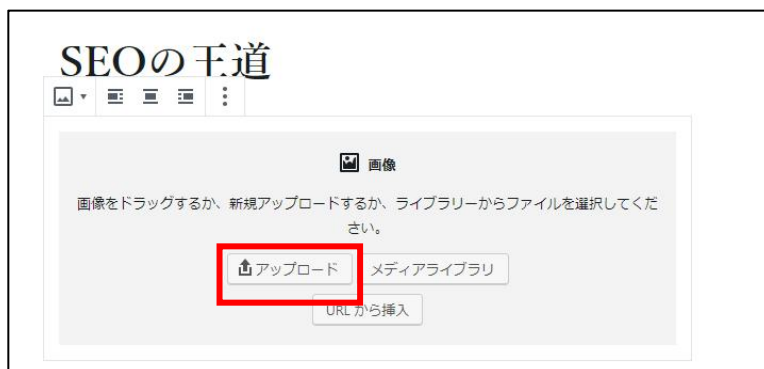 SEOの王道
画像
画像をドラッグするか、新規アップロードするか、ライブラリーからファイルを選択してくだ
さい。
アップロード メディアライブラリ
URL から挿入